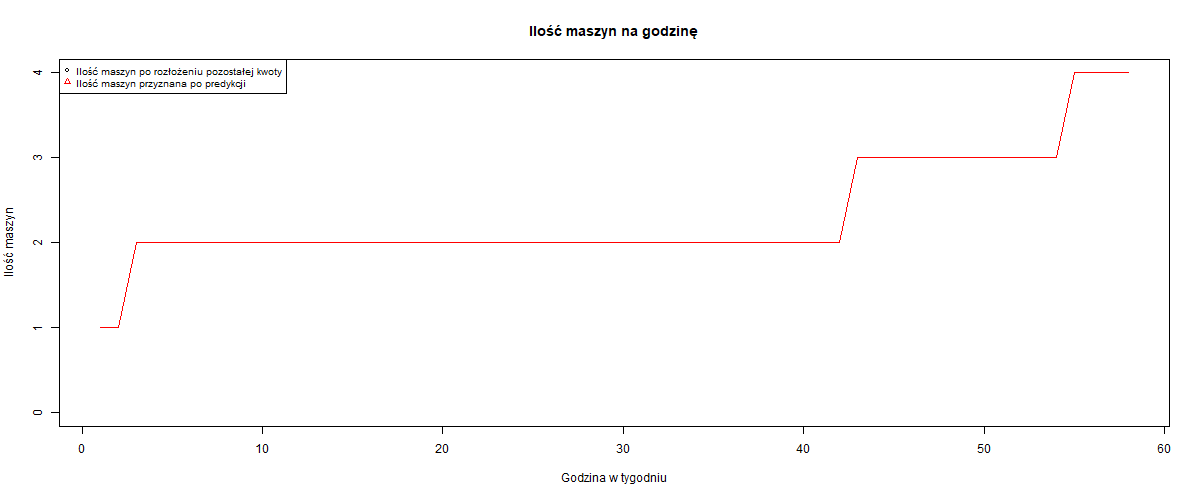 Ilość maszyn na godzinę
Ilość maszyn po rozłożeniu pozostałej kwoty
Ilość maszyn przyznana po predykcji
Ilość maszyn
4
3
2
1
0
0 10 20 30 40 50 60
Godzina w tygodniu